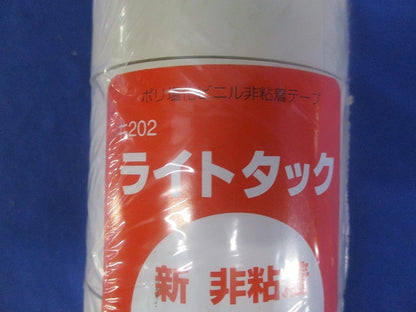 ポリ塩化ビニル非粘着テープ
#202
ライトタック
新 非粘着